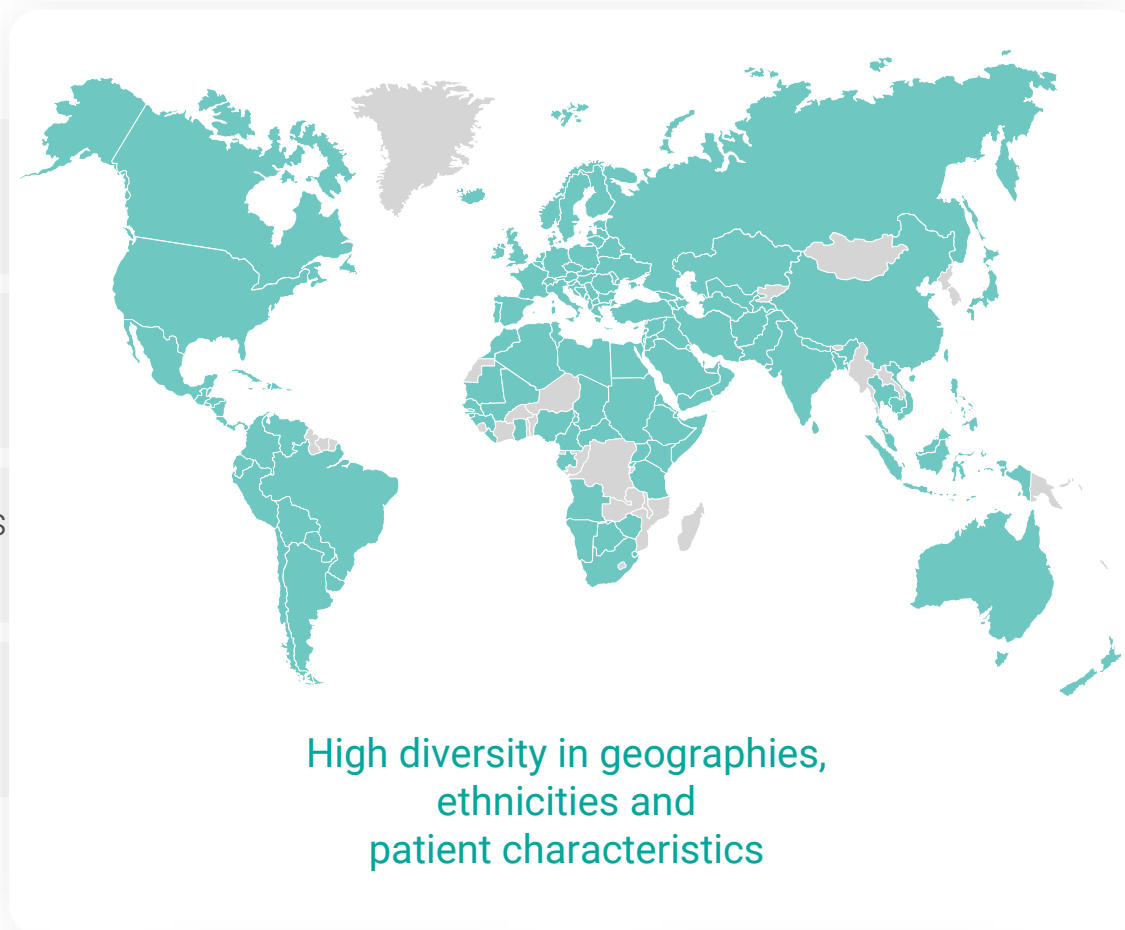 High diversity in geographies,
ethnicities and
patient characteristics